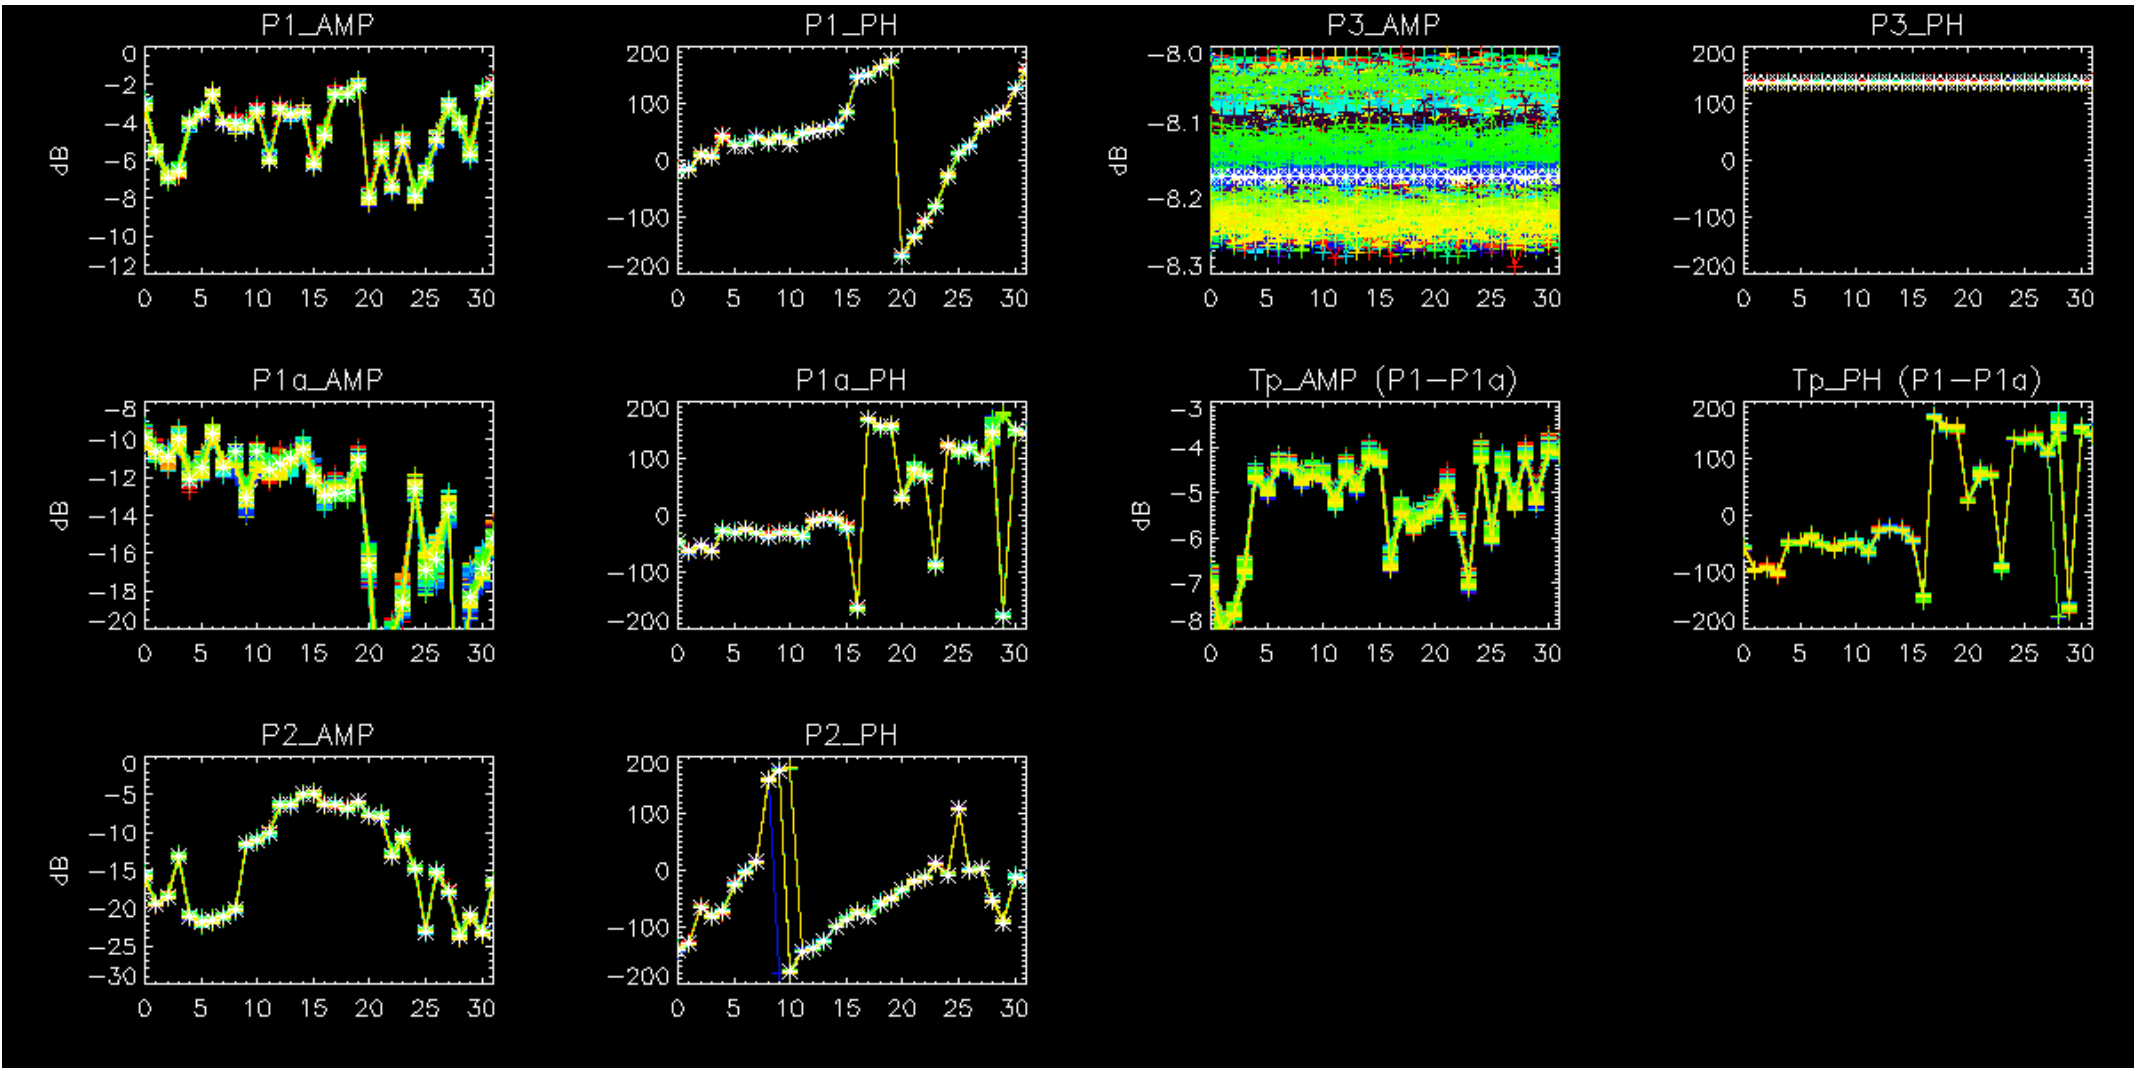 P1_AMP
P1_PH
P3_AMP
P3_PH
0
−2
−4
−6
−8
−10
−12
dB
0 5 10 15 20 25 30
200
100
0
−100
−200
0 5 10 15 20 25 30
−8.0
−8.1
−8.2
−8.3
dB
0 5 10 15 20 25 30
200
100
0
−100
−200
0 5 10 15 20 25 30
P1a_AMP
P1a_PH
Tp_AMP (P1−P1a)
Tp_PH (P1−P1a)
−8
−10
−12
−14
−16
−18
−20
dB
0 5 10 15 20 25 30
200
100
0
−100
−200
0 5 10 15 20 25 30
−3
−4
−5
−6
−7
−8
dB
0 5 10 15 20 25 30
200
100
0
−100
−200
0 5 10 15 20 25 30
P2_AMP
P2_PH
0
−5
−10
−15
−20
−25
−30
dB
0 5 10 15 20 25 30
200
100
0
−100
−200
0 5 10 15 20 25 30